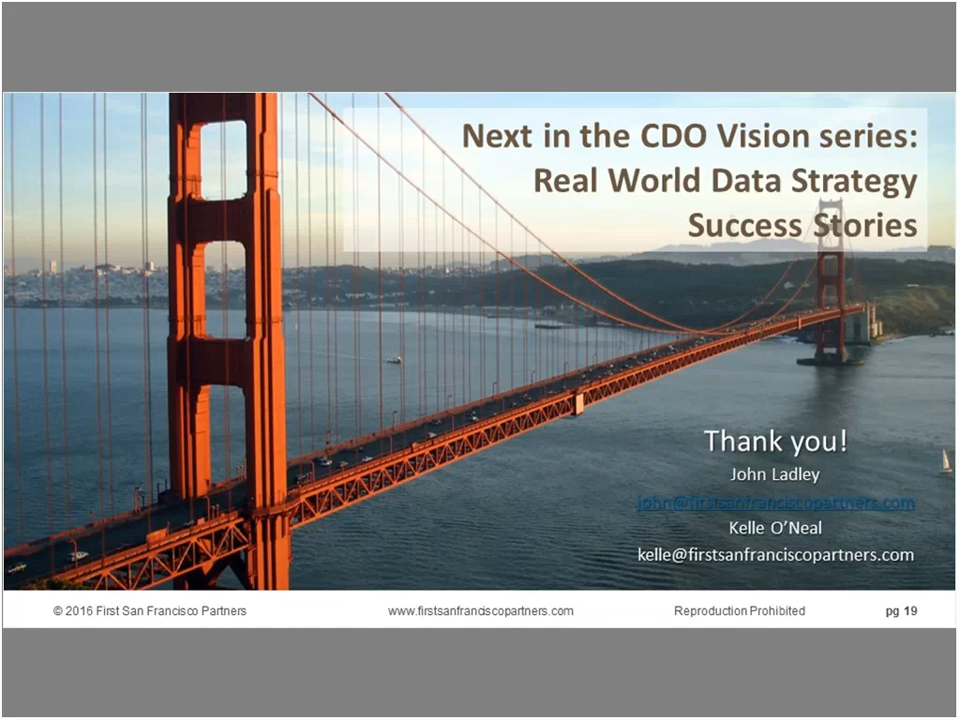 Next in the CDO Vision series:
Real World Data Strategy
Success Stories
Thank you!
John Ladley
john@firstsanfranciscopartners.com
Kelle O’Neal
kelle@firstsanfranciscopartners.com
© 2016 First San Francisco Partners www.firstsanfranciscopartners.com Reproduction Prohibited pg 19